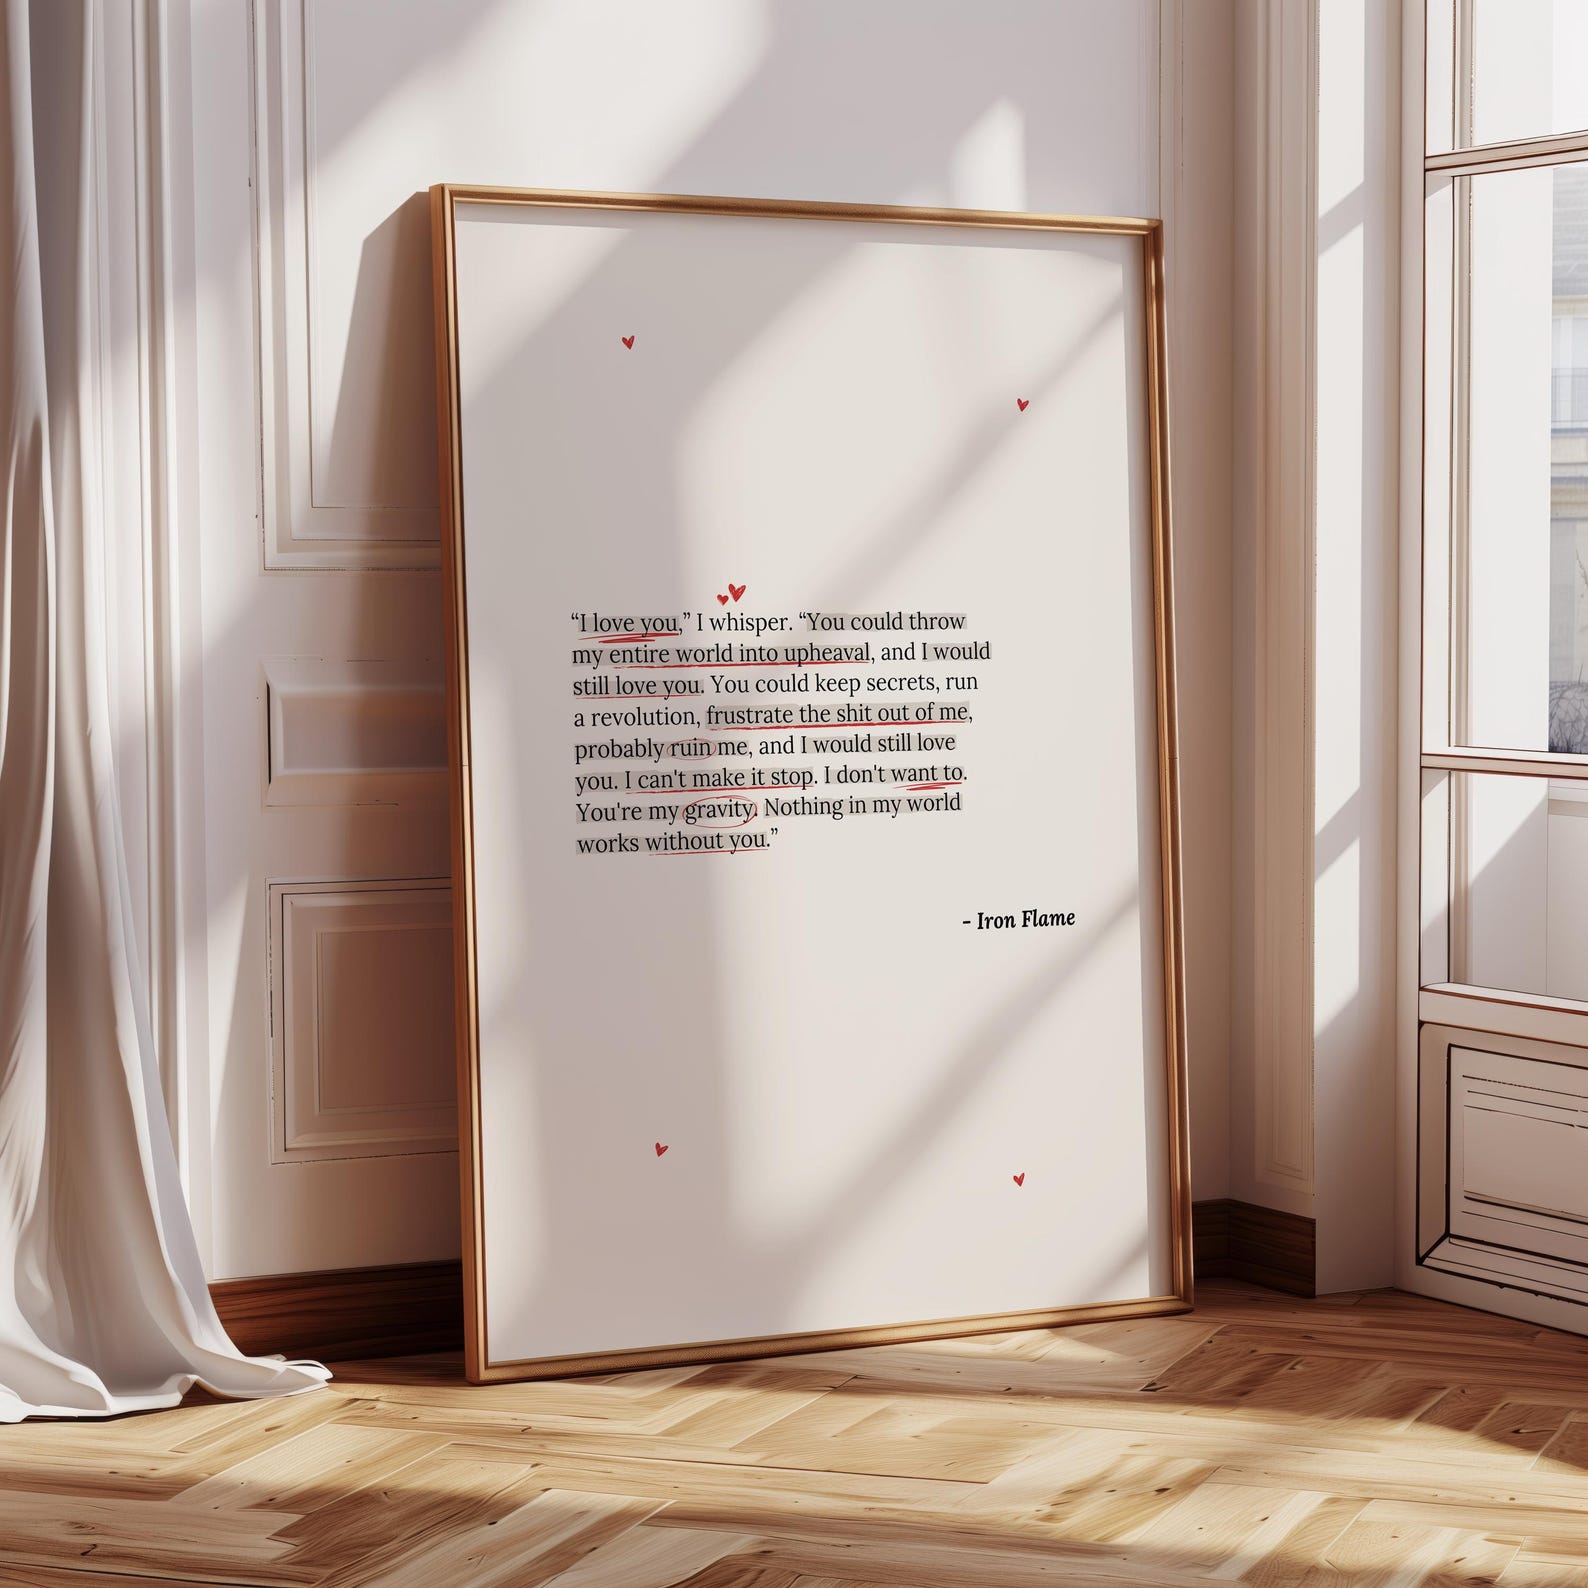 “I love you,” I whisper. “You could throw
my entire world into upheaval, and I would
still love you. You could keep secrets, run
a revolution, frustrate the shit out of me,
probably ruin me, and I would still love
you. I can't make it stop. I don't want to.
You're my gravity. Nothing in my world
works without you.”
- Iron Flame